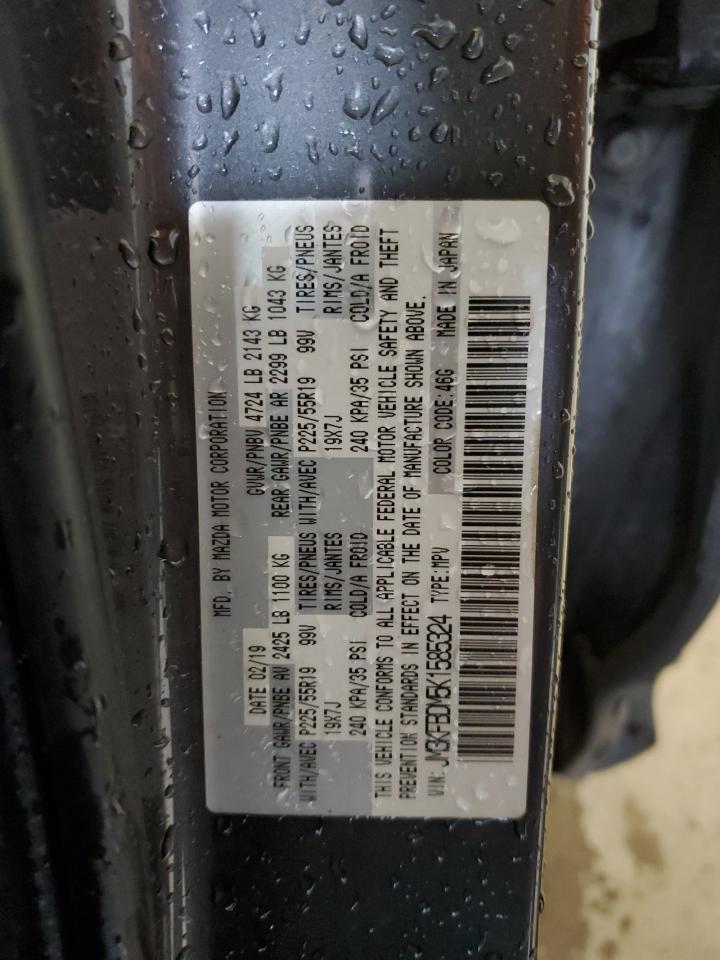 MFD. BY MAZDA MOTOR CORPORATION
DATE 02/19 GVWR/PNBV 4724 LB 2143 KG
FRONT GAWR/PNBE AV 2425 LB 1100 KG REAR GAWR/PNBE AR 2299 LB 1043 KG
WITH/AVEC P225/55R19 99V TIRES/PNEUS WITH/AVEC P225/55R19 99V TIRES/PNEUS
19X7J RIMS/JANTES 19X7J RIMS/JANTES
240 KPA/35 PSI COLD/A FROID 240 KPA/35 PSI COLD/A FROID
THIS VEHICLE CONFORMS TO ALL APPLICABLE FEDERAL MOTOR VEHICLE SAFETY AND THEFT
PREVENTION STANDARDS IN EFFECT ON THE DATE OF MANUFACTURE SHOWN ABOVE.
VIN: JM3KFBDM5K1585324 TYPE: MPV COLOR CODE: 46G MADE IN JAPAN